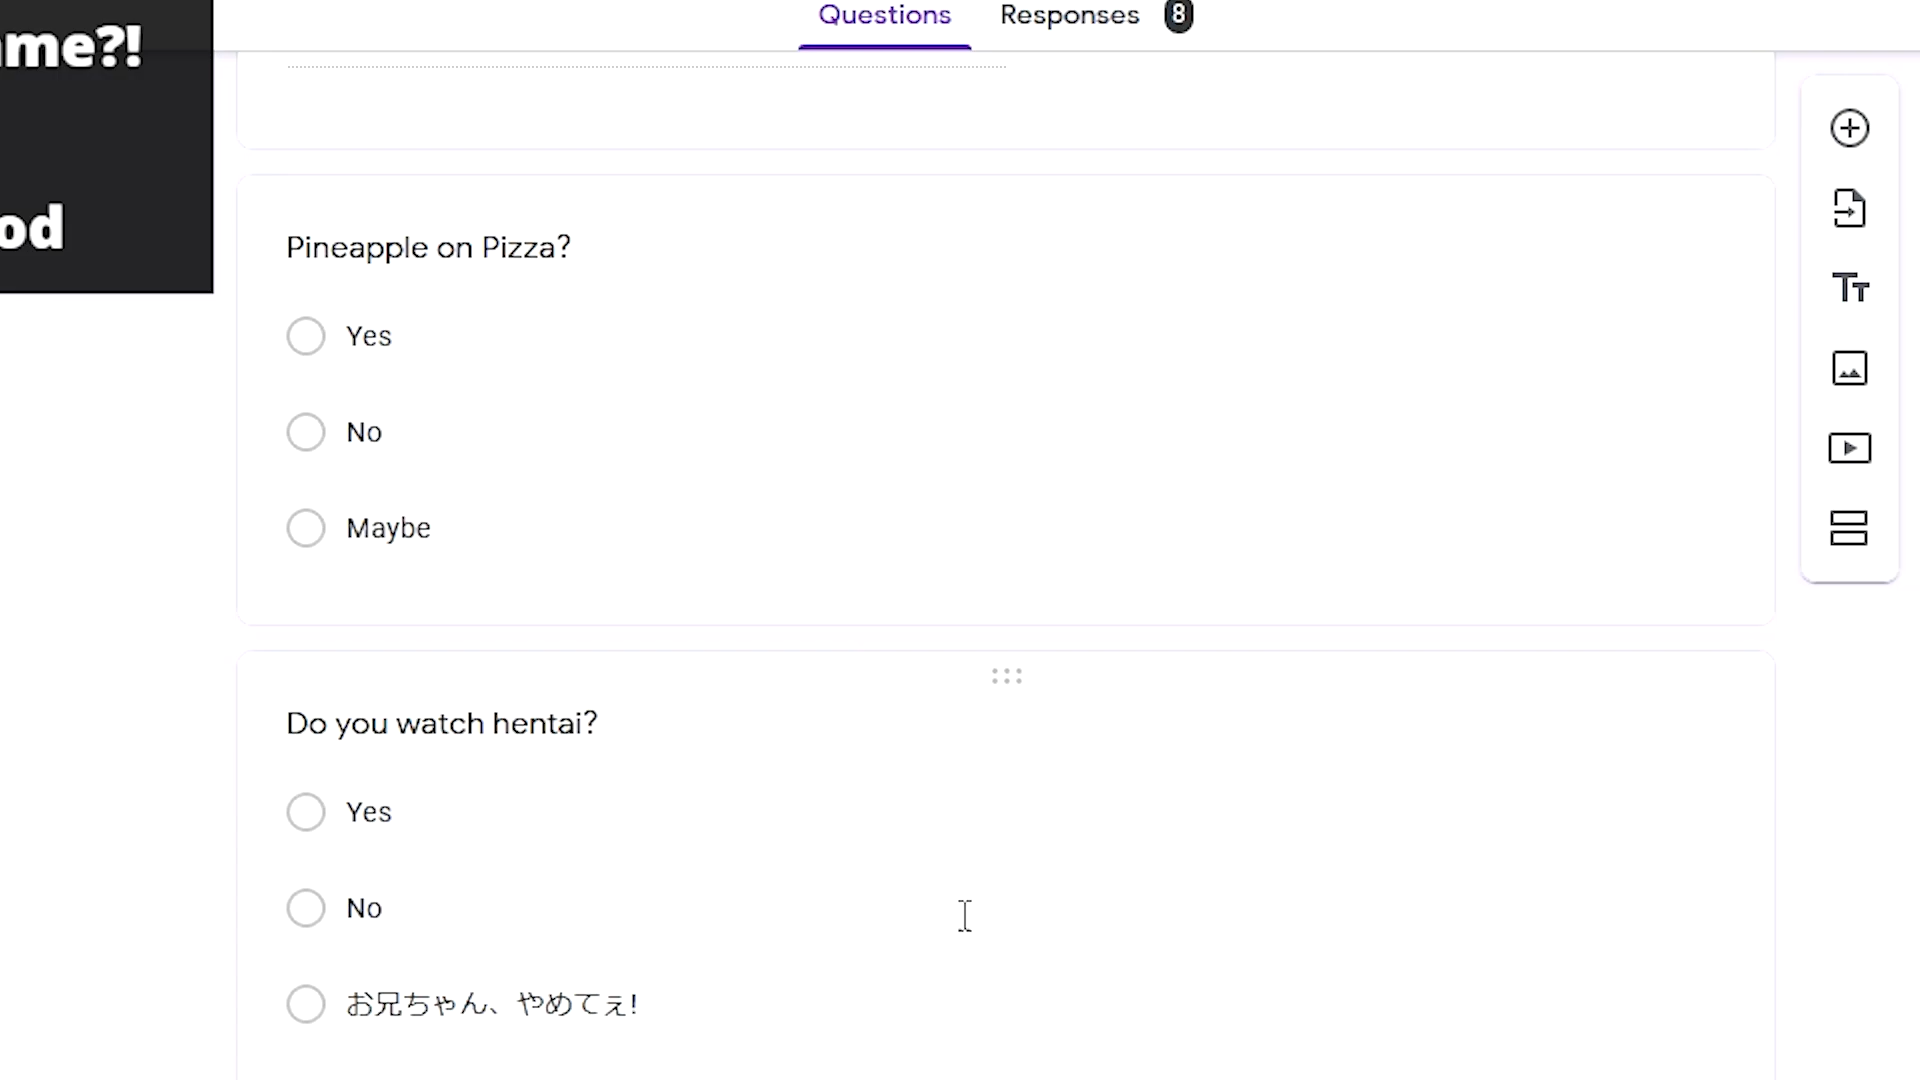 Questions Responses 8
me?!
od
Pineapple on Pizza?
Yes
No
Maybe
Do you watch hentai?
Yes
No
お兄ちゃん、やめてぇ!